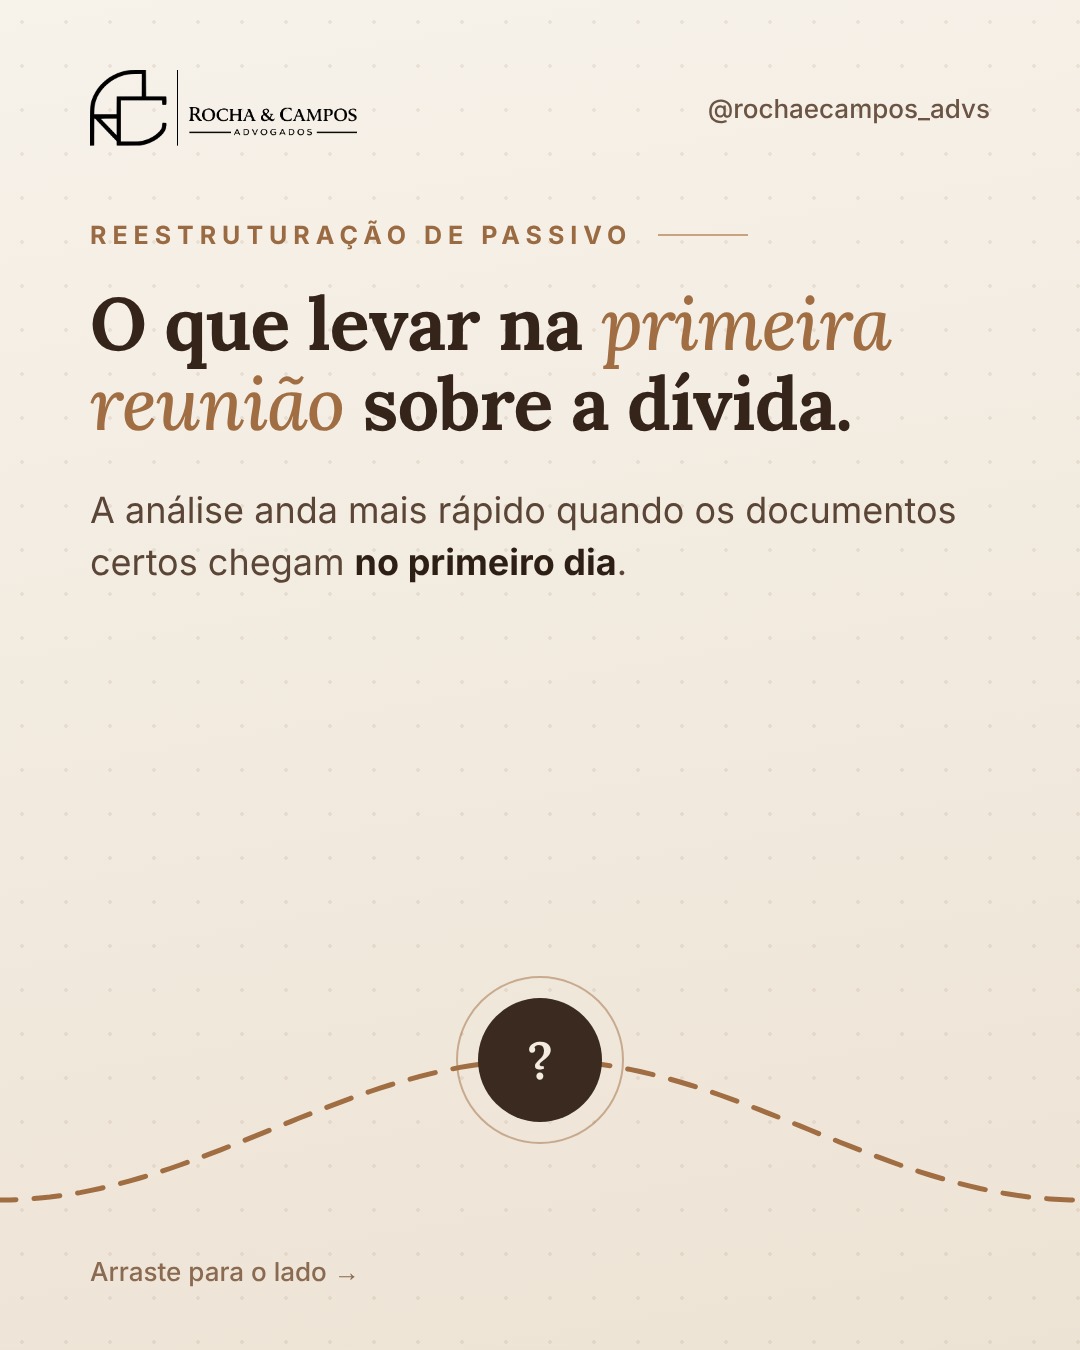 ROCHA & CAMPOS
ADVOGADOS
@rochaecampos_advs
REESTRUTURAÇÃO DE PASSIVO
O que levar na primeira
reunião sobre a dívida.
A análise anda mais rápido quando os documentos
certos chegam no primeiro dia.
?
Arraste para o lado →